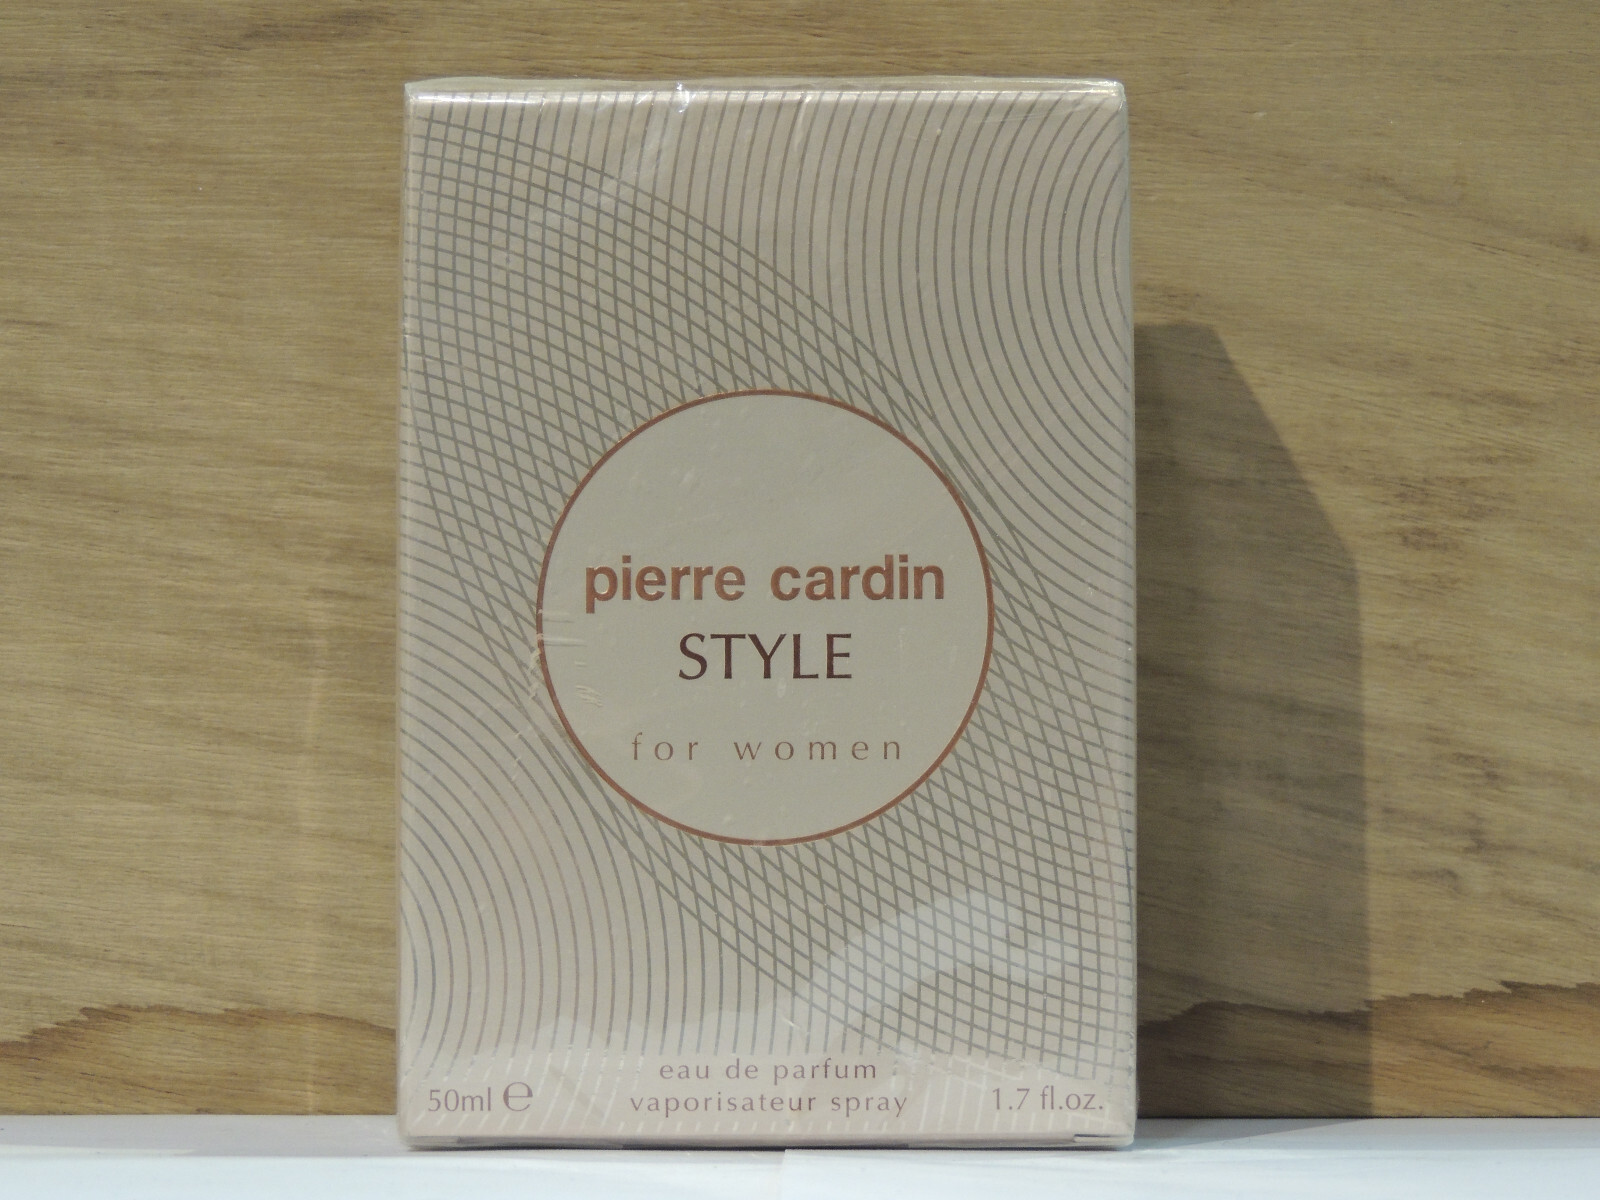 pierre cardin
STYLE
for women
eau de parfum
50ml ℮ vaporisateur spray 1.7 fl.oz.